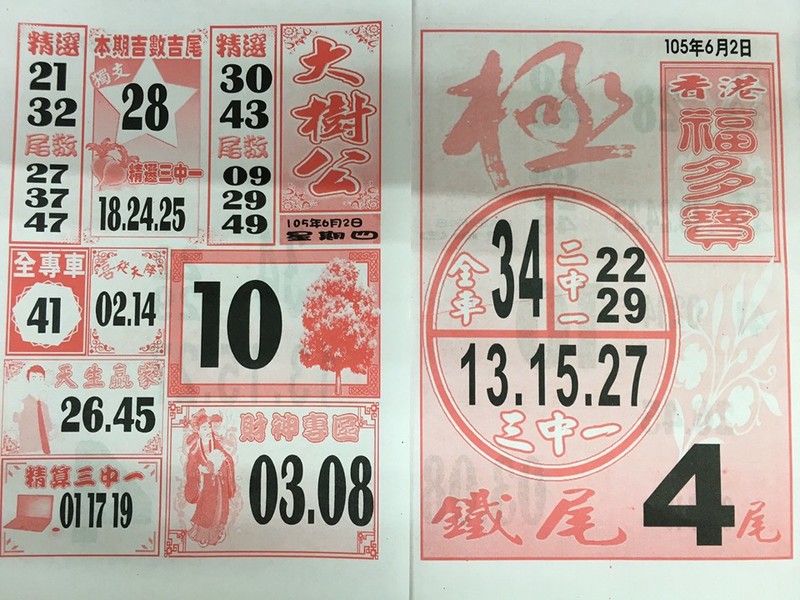 精選
21
32
尾数
27
37
47
本期吉數吉尾
獨支
28
精選三中一
18.24.25
精選
30
43
尾数
09
29
49
大樹公
105年6月2日
星期四
全專車
41
02.14
10
天生贏家
26.45
精算三中一
01 17 19
財神專區
03.08
105年6月2日
極
香港
福多寶
全車
34
二中一
22
29
13.15.27
三中一
鐵尾
4尾